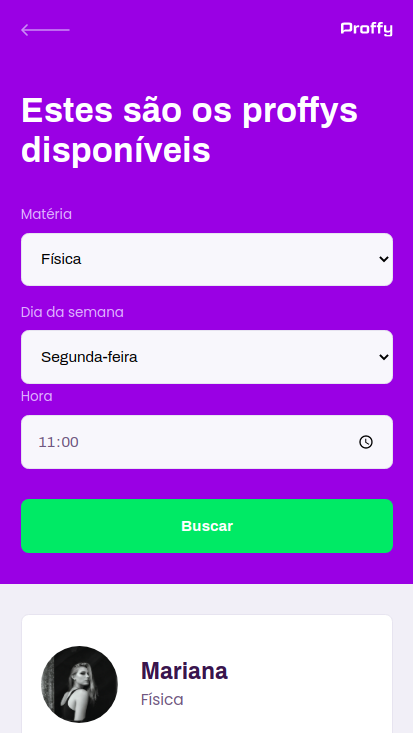 Proffy
Estes são os proffys
disponíveis
Matéria
Física
Dia da semana
Segunda-feira
Hora
11:00
Buscar
Mariana
Física